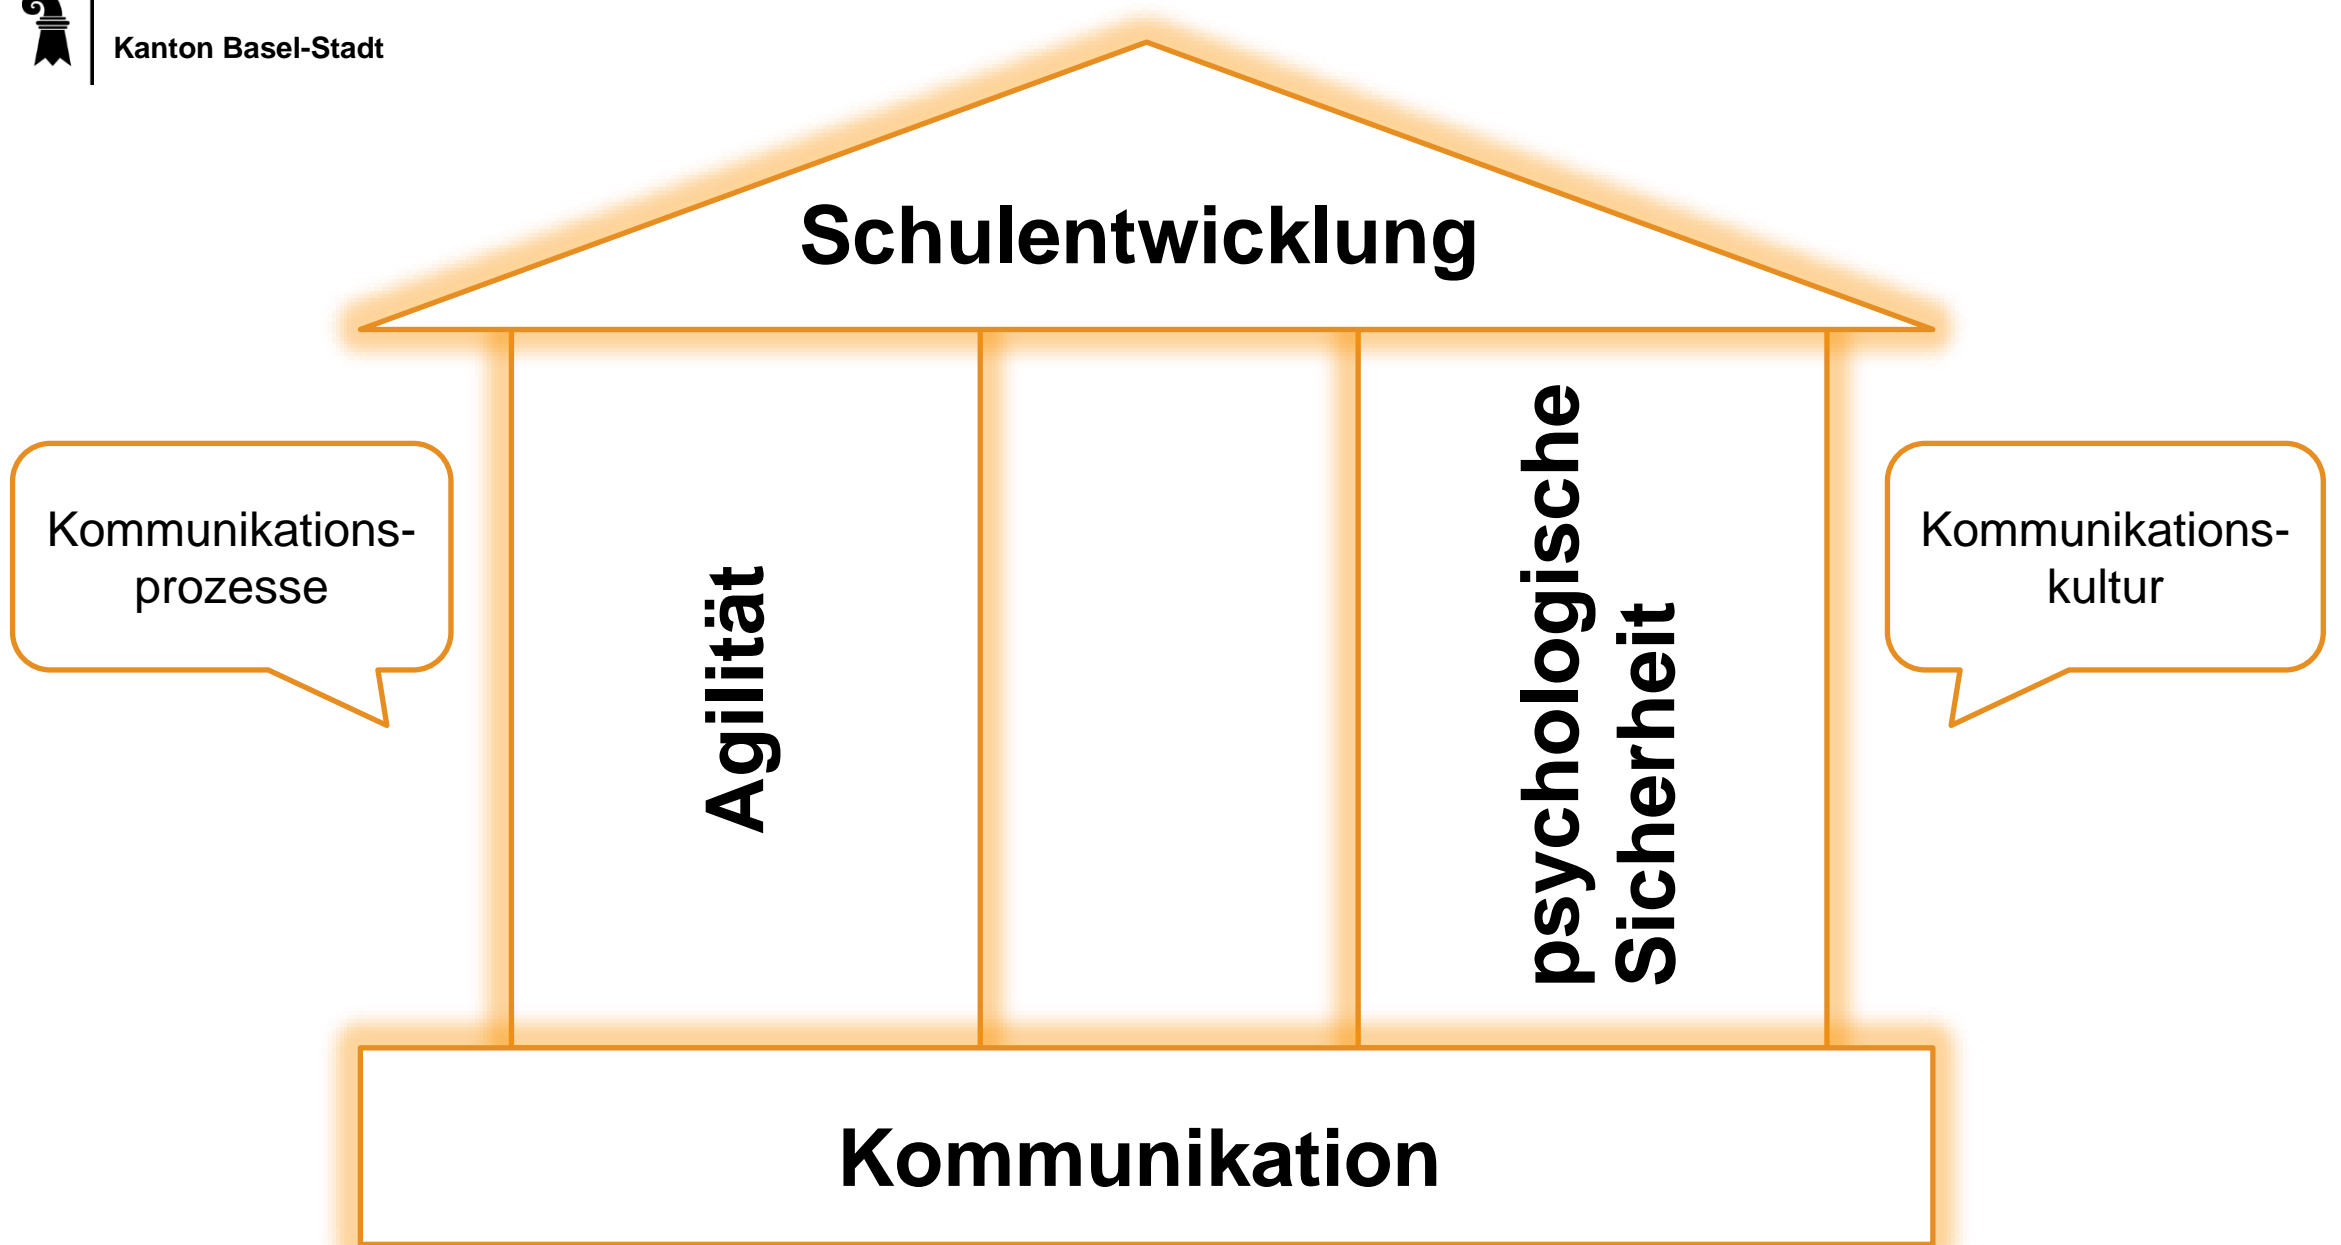 Kanton Basel-Stadt
Schulentwicklung
Kommunikations-
prozesse
Agilität
psychologische
Sicherheit
Kommunikations-
kultur
Kommunikation